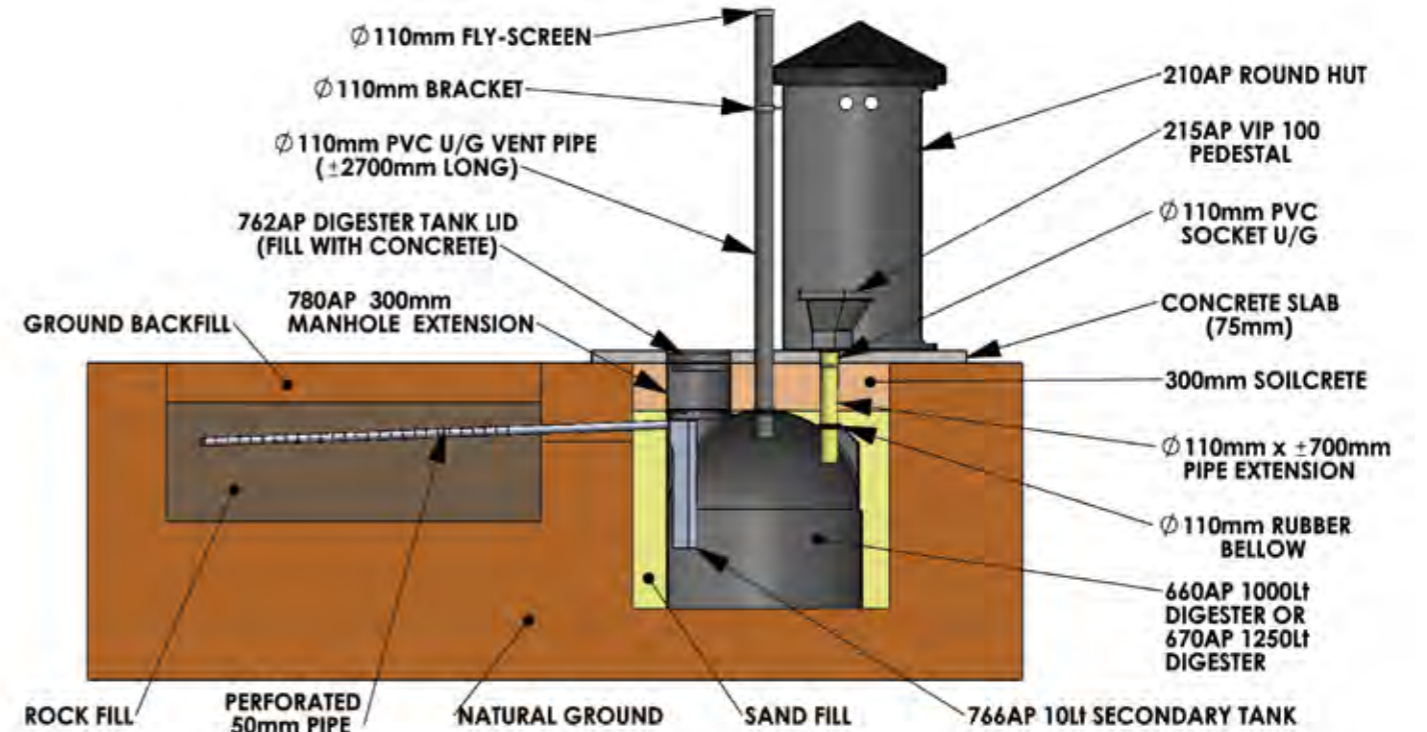 Ø110mm FLY-SCREEN
Ø110mm BRACKET
Ø110mm PVC U/G VENT PIPE
(±2700mm LONG)
762AP DIGESTER TANK LID
(FILL WITH CONCRETE)
780AP 300mm
MANHOLE EXTENSION
GROUND BACKFILL
210AP ROUND HUT
215AP VIP 100
PEDESTAL
Ø110mm PVC
SOCKET U/G
CONCRETE SLAB
(75mm)
300mm SOILCRETE
Ø110mm x ±700mm
PIPE EXTENSION
Ø110mm RUBBER
BELLOW
660AP 1000Lt
DIGESTER OR
670AP 1250Lt
DIGESTER
ROCK FILL
PERFORATED
50mm PIPE
NATURAL GROUND
SAND FILL
766AP 10Lt SECONDARY TANK